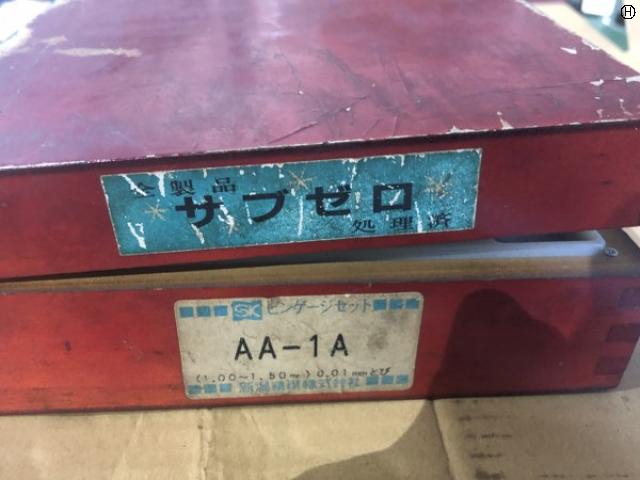 H
全製品
サブゼロ
処理済
SK ピンゲージセット
AA-1A
(1.00~1.50mm) 0.01mmとび
新潟精機株式会社